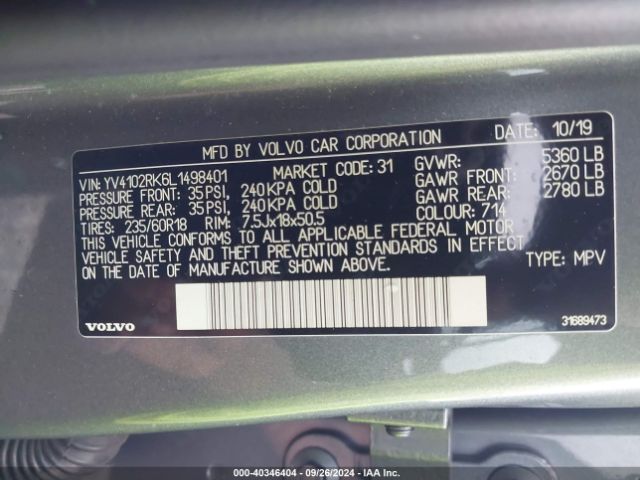 MFD BY VOLVO CAR CORPORATION DATE: 10/19
VIN: YV4102RK6L1498401 MARKET CODE: 31 GVWR: 5360 LB
PRESSURE FRONT: 35 PSI, 240 KPA COLD GAWR FRONT: 2670 LB
PRESSURE REAR: 35 PSI, 240 KPA COLD GAWR REAR: 2780 LB
TIRES: 235/60R18 RIM: 7.5Jx18x50.5 COLOUR: 714
THIS VEHICLE CONFORMS TO ALL APPLICABLE FEDERAL MOTOR
VEHICLE SAFETY AND THEFT PREVENTION STANDARDS IN EFFECT
ON THE DATE OF MANUFACTURE SHOWN ABOVE. TYPE: MPV
VOLVO 31689473
000-40346404 - 09/26/2024 - IAA Inc.